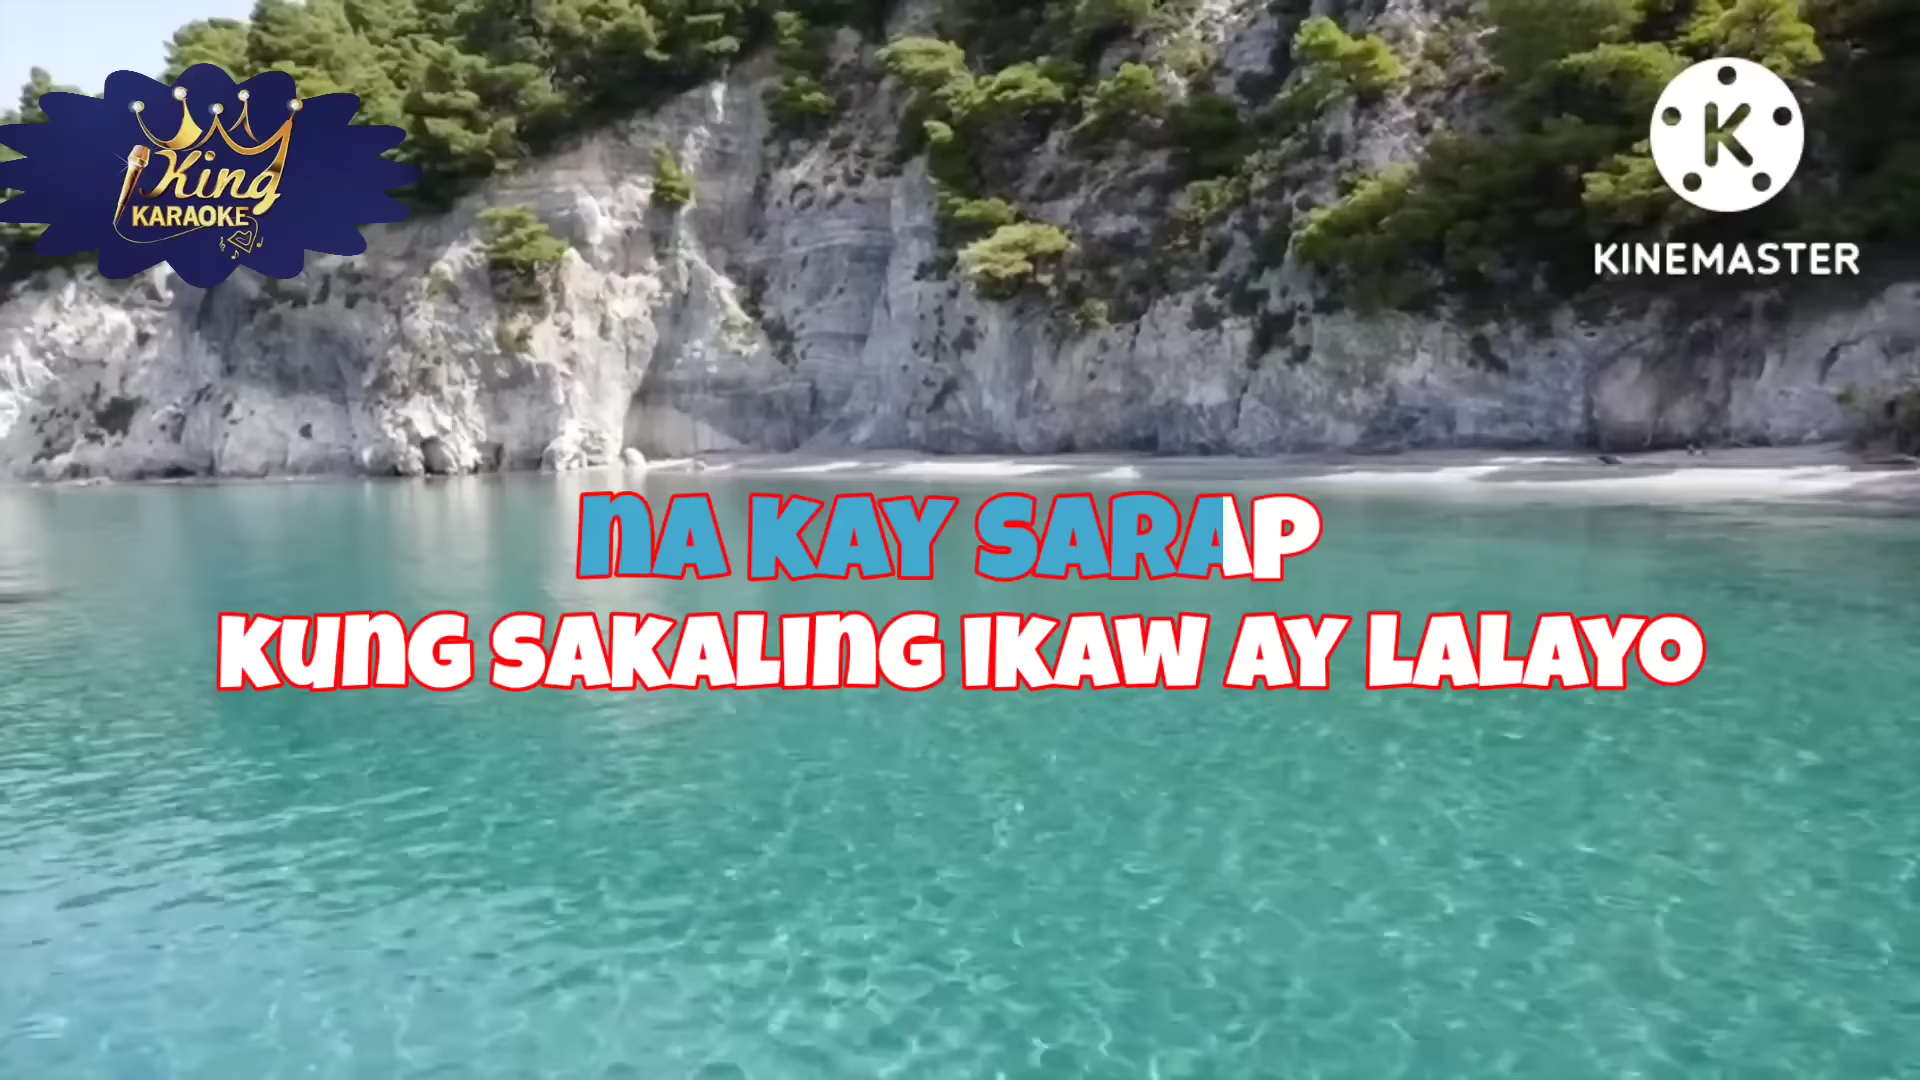 King
KARAOKE
K
KINEMASTER
NA KAY SARAP
KUNG SAKALING IKAW AY LALAYO